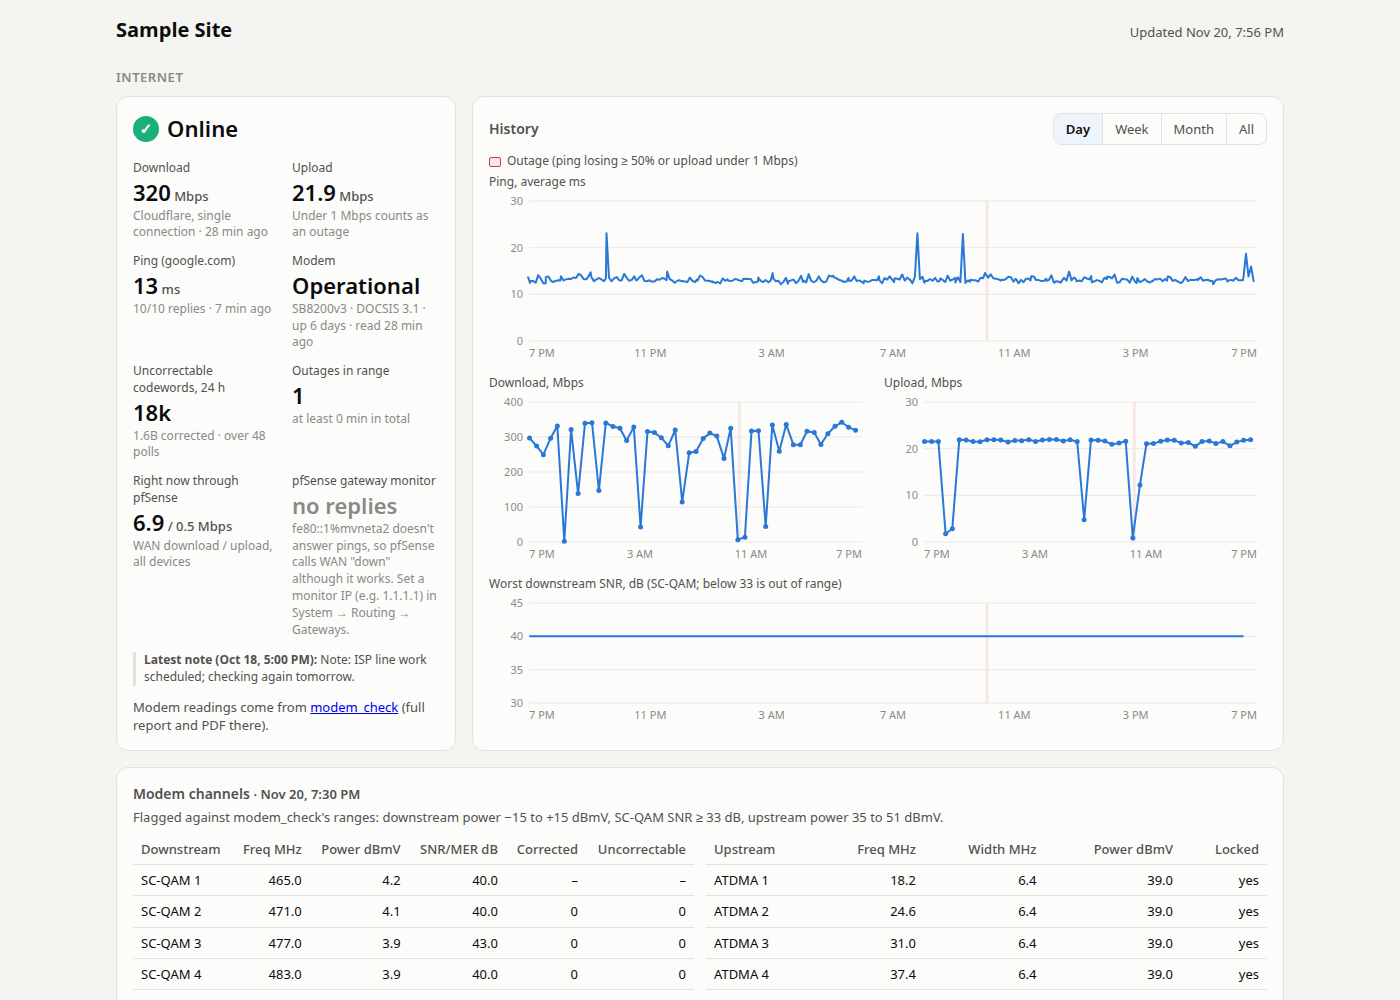 Sample Site
Updated Nov 20, 7:56 PM
INTERNET
✓ Online
Download
320 Mbps
Cloudflare, single
connection · 28 min ago
Upload
21.9 Mbps
Under 1 Mbps counts as
an outage
Ping (google.com)
13 ms
10/10 replies · 7 min ago
Modem
Operational
SB8200v3 · DOCSIS 3.1 ·
up 6 days · read 28 min
ago
Uncorrectable
codewords, 24 h
18k
1.6B corrected · over 48
polls
Outages in range
1
at least 0 min in total
Right now through
pfSense
6.9 / 0.5 Mbps
WAN download / upload,
all devices
pfSense gateway monitor
no replies
fe80::1%mvneta2 doesn't
answer pings, so pfSense
calls WAN "down"
although it works. Set a
monitor IP (e.g. 1.1.1.1) in
System → Routing →
Gateways.
Latest note (Oct 18, 5:00 PM): Note: ISP line work
scheduled; checking again tomorrow.
Modem readings come from modem_check (full
report and PDF there).
History
Day Week Month All
Outage (ping losing ≥ 50% or upload under 1 Mbps)
Ping, average ms
30
20
10
0
7 PM 11 PM 3 AM 7 AM 11 AM 3 PM 7 PM
Download, Mbps
400
300
200
100
0
7 PM 3 AM 11 AM 7 PM
Upload, Mbps
30
20
10
0
7 PM 3 AM 11 AM 7 PM
Worst downstream SNR, dB (SC-QAM; below 33 is out of range)
45
40
35
30
7 PM 11 PM 3 AM 7 AM 11 AM 3 PM 7 PM
Modem channels · Nov 20, 7:30 PM
Flagged against modem_check's ranges: downstream power −15 to +15 dBmV, SC-QAM SNR ≥ 33 dB, upstream power 35 to 51 dBmV.
Downstream Freq MHz Power dBmV SNR/MER dB Corrected Uncorrectable
SC-QAM 1 465.0 4.2 40.0 – –
SC-QAM 2 471.0 4.1 40.0 0 0
SC-QAM 3 477.0 3.9 43.0 0 0
SC-QAM 4 483.0 3.9 40.0 0 0
Upstream Freq MHz Width MHz Power dBmV Locked
ATDMA 1 18.2 6.4 39.0 yes
ATDMA 2 24.6 6.4 39.0 yes
ATDMA 3 31.0 6.4 39.0 yes
ATDMA 4 37.4 6.4 39.0 yes